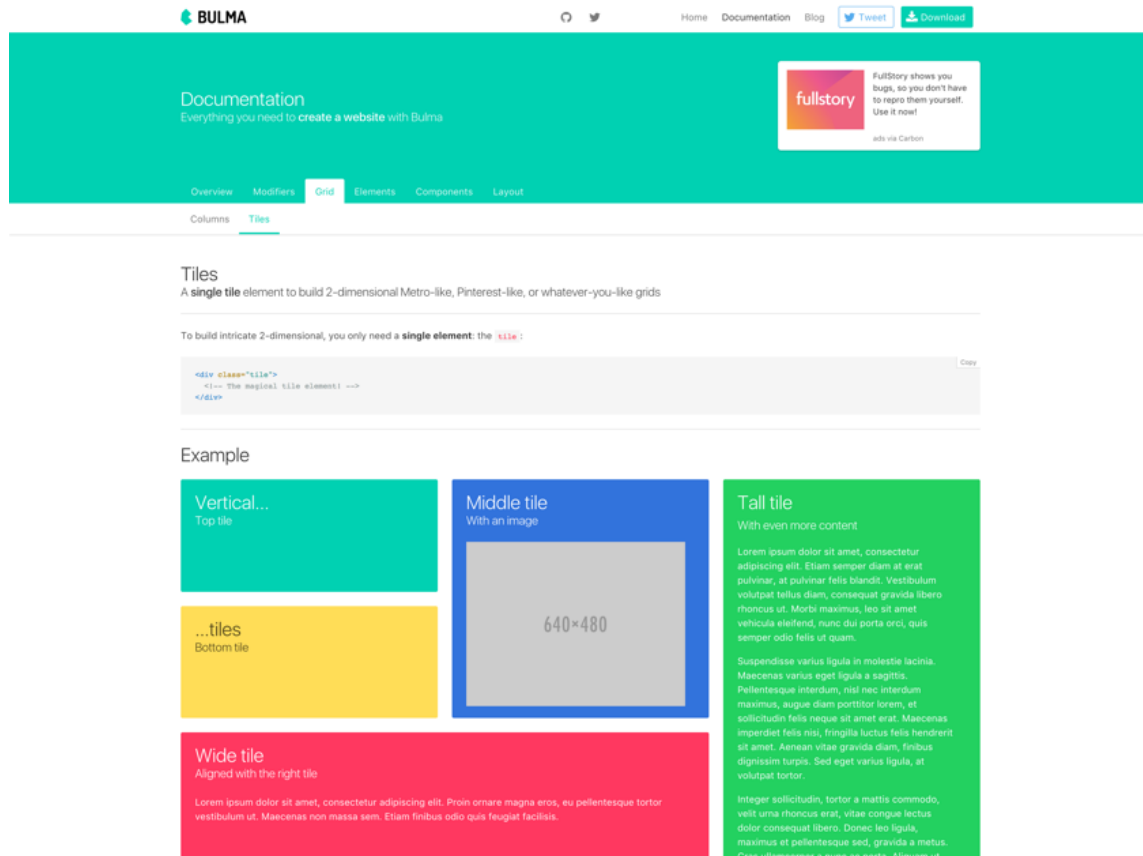 BULMA
Home Documentation Blog Tweet Download
Documentation
Everything you need to create a website with Bulma
fullstory
FullStory shows you
bugs, so you don't have
to repro them yourself.
Use it now!
ads via Carbon
Overview Modifiers Grid Elements Components Layout
Columns Tiles
Tiles
A single tile element to build 2-dimensional Metro-like, Pinterest-like, or whatever-you-like grids
To build intricate 2-dimensional, you only need a single element: the tile :
Copy
<div class="tile">
<!-- The magical tile element! -->
</div>
Example
Vertical...
Top tile
...tiles
Bottom tile
Middle tile
With an image
640×480
Wide tile
Aligned with the right tile
Lorem ipsum dolor sit amet, consectetur adipiscing elit. Proin ornare magna eros, eu pellentesque tortor
vestibulum ut. Maecenas non massa sem. Etiam finibus odio quis feugiat facilisis.
Tall tile
With even more content
Lorem ipsum dolor sit amet, consectetur
adipiscing elit. Etiam semper diam at erat
pulvinar, at pulvinar felis blandit. Vestibulum
volutpat tellus diam, consequat gravida libero
rhoncus ut. Morbi maximus, leo sit amet
vehicula eleifend, nunc dui porta orci, quis
semper odio felis ut quam.
Suspendisse varius ligula in molestie lacinia.
Maecenas varius eget ligula a sagittis.
Pellentesque interdum, nisl nec interdum
maximus, augue diam porttitor lorem, et
sollicitudin felis neque sit amet erat. Maecenas
imperdiet felis nisi, fringilla luctus felis hendrerit
sit amet. Aenean vitae gravida diam, finibus
dignissim turpis. Sed eget varius ligula, at
volutpat tortor.
Integer sollicitudin, tortor a mattis commodo,
velit urna rhoncus erat, vitae congue lectus
dolor consequat libero. Donec leo ligula,
maximus et pellentesque sed, gravida a metus.